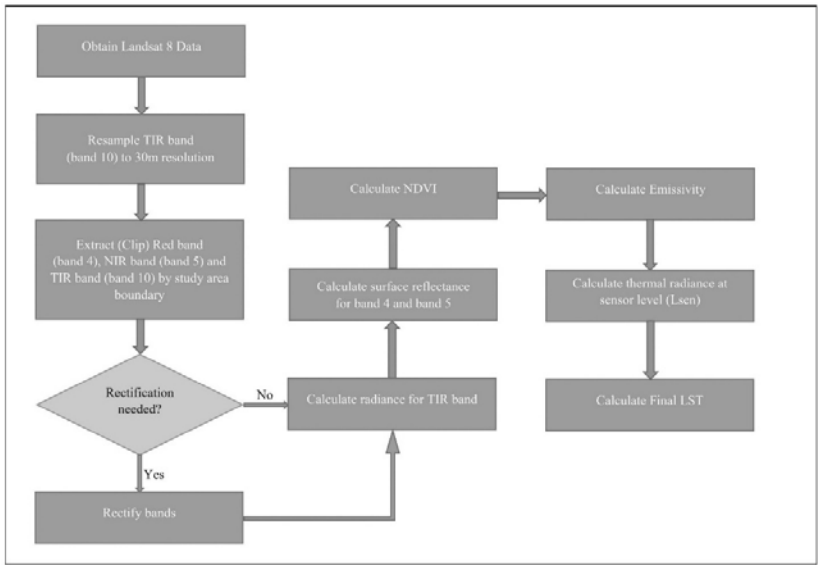 Obtain Landsat 8 Data
Resample TIR band
(band 10) to 30m resolution
Extract (Clip) Red band
(band 4), NIR band (band 5) and
TIR band (band 10) by study area
boundary
Rectification
needed?
No
Yes
Rectify bands
Calculate radiance for TIR band
Calculate surface reflectance
for band 4 and band 5
Calculate NDVI
Calculate Emissivity
Calculate thermal radiance at
sensor level (Lsen)
Calculate Final LST